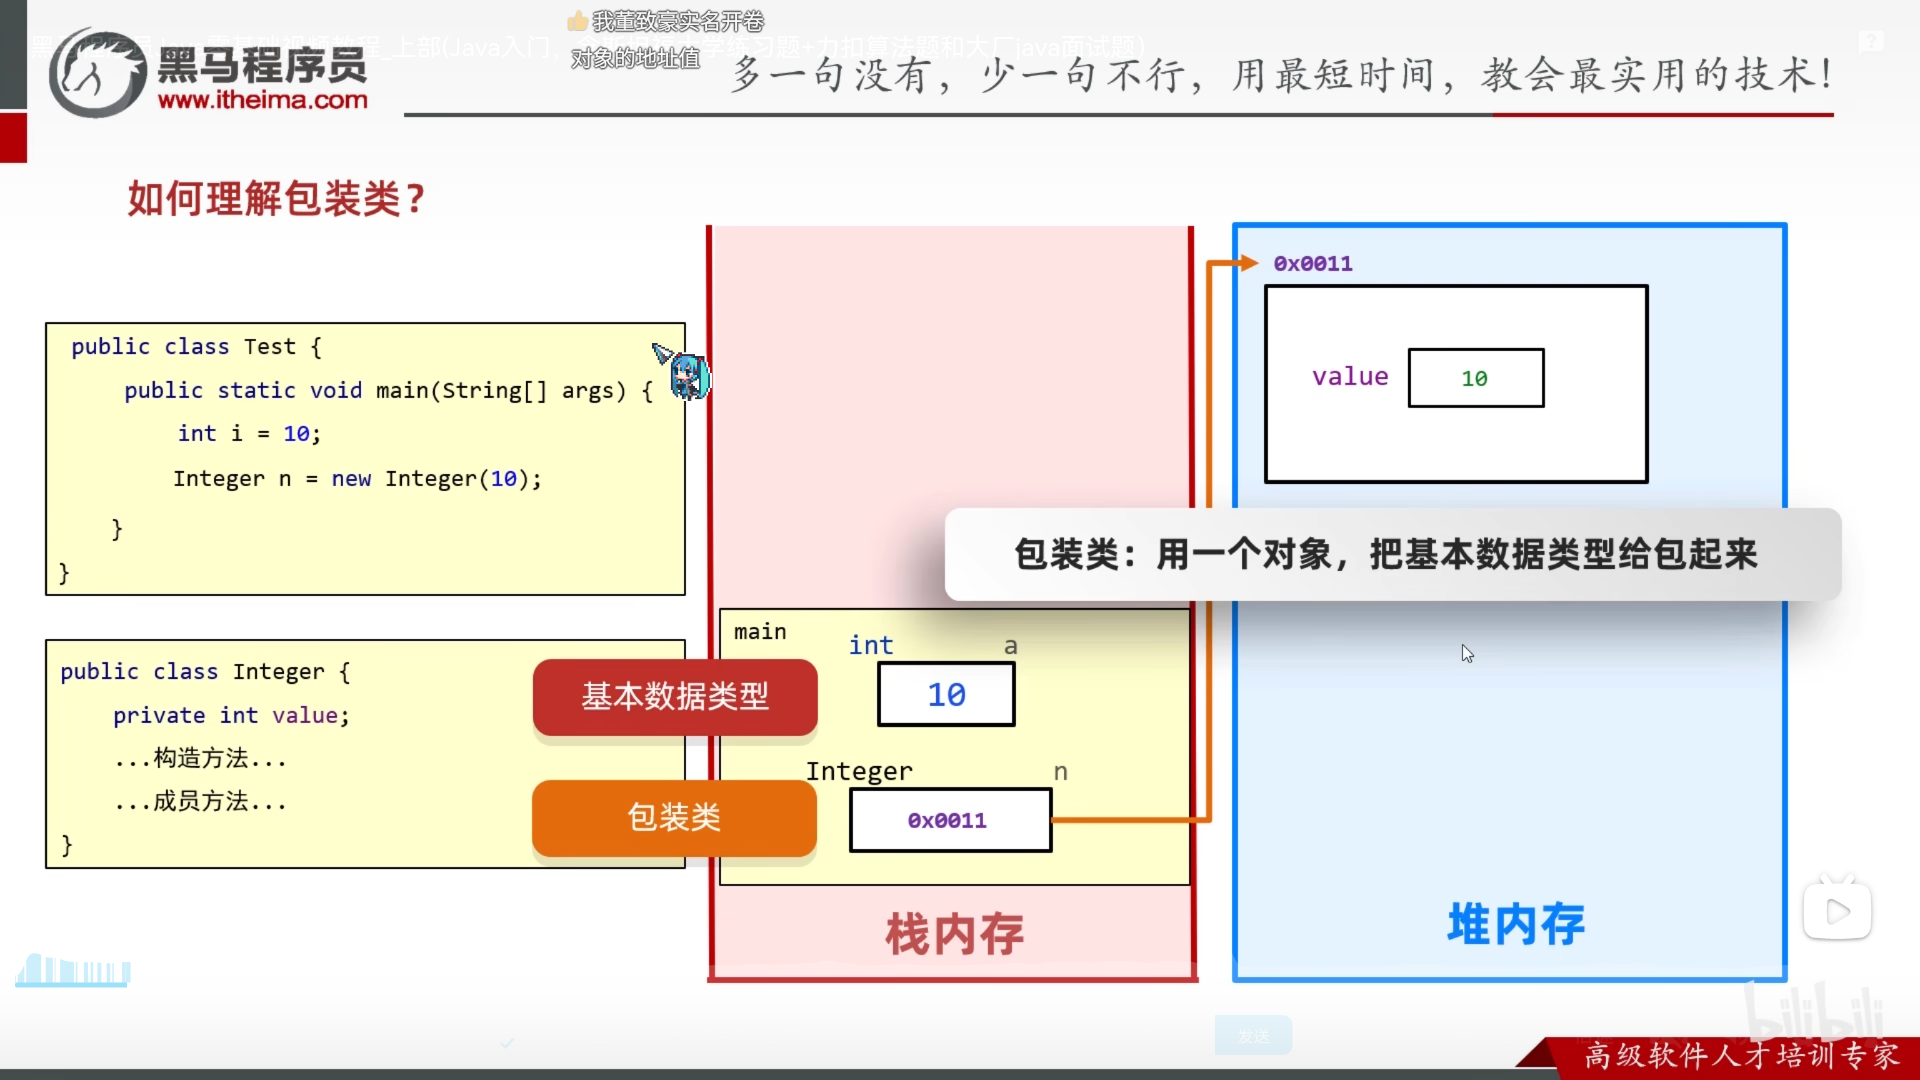 我董致豪实名开卷
对象的地址值
黑马程序员
www.itheima.com
多一句没有，少一句不行，用最短时间，教会最实用的技术！
如何理解包装类？
public class Test {
public static void main(String[] args) {
int i = 10;
Integer n = new Integer(10);
}
}
public class Integer {
private int value;
...构造方法...
...成员方法...
}
基本数据类型
包装类
main
int a
10
Integer n
0x0011
栈内存
0x0011
value 10
包装类：用一个对象，把基本数据类型给包起来
堆内存
发送
bilibili
高级软件人才培训专家